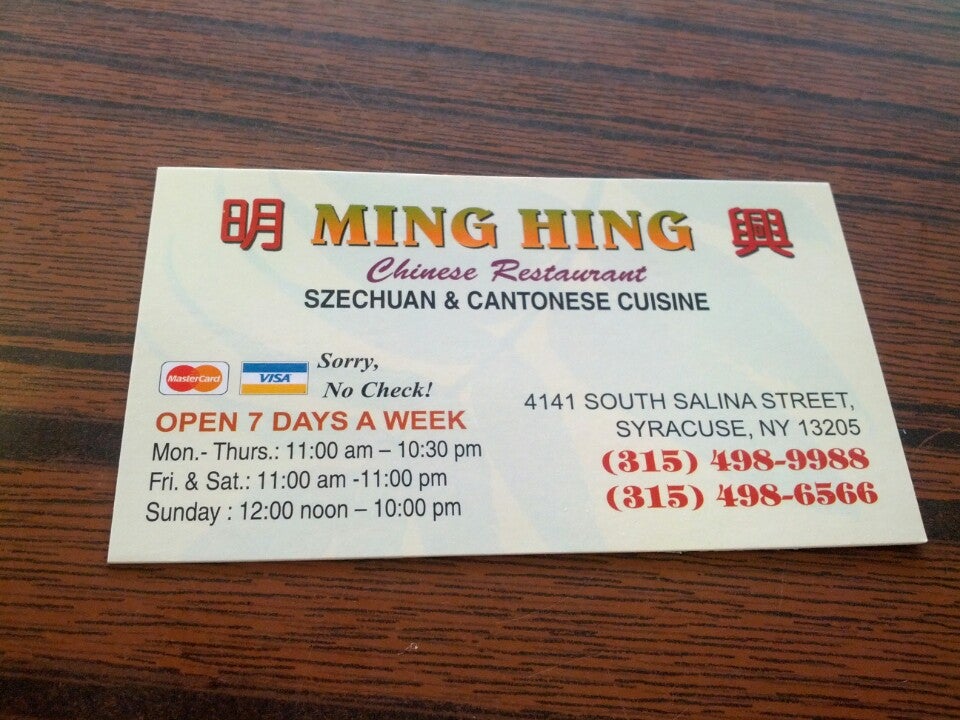 明 MING HING 興
Chinese Restaurant
SZECHUAN & CANTONESE CUISINE
MasterCard VISA Sorry,
No Check!
OPEN 7 DAYS A WEEK
Mon.- Thurs.: 11:00 am – 10:30 pm
Fri. & Sat.: 11:00 am -11:00 pm
Sunday : 12:00 noon – 10:00 pm
4141 SOUTH SALINA STREET,
SYRACUSE, NY 13205
(315) 498-9988
(315) 498-6566